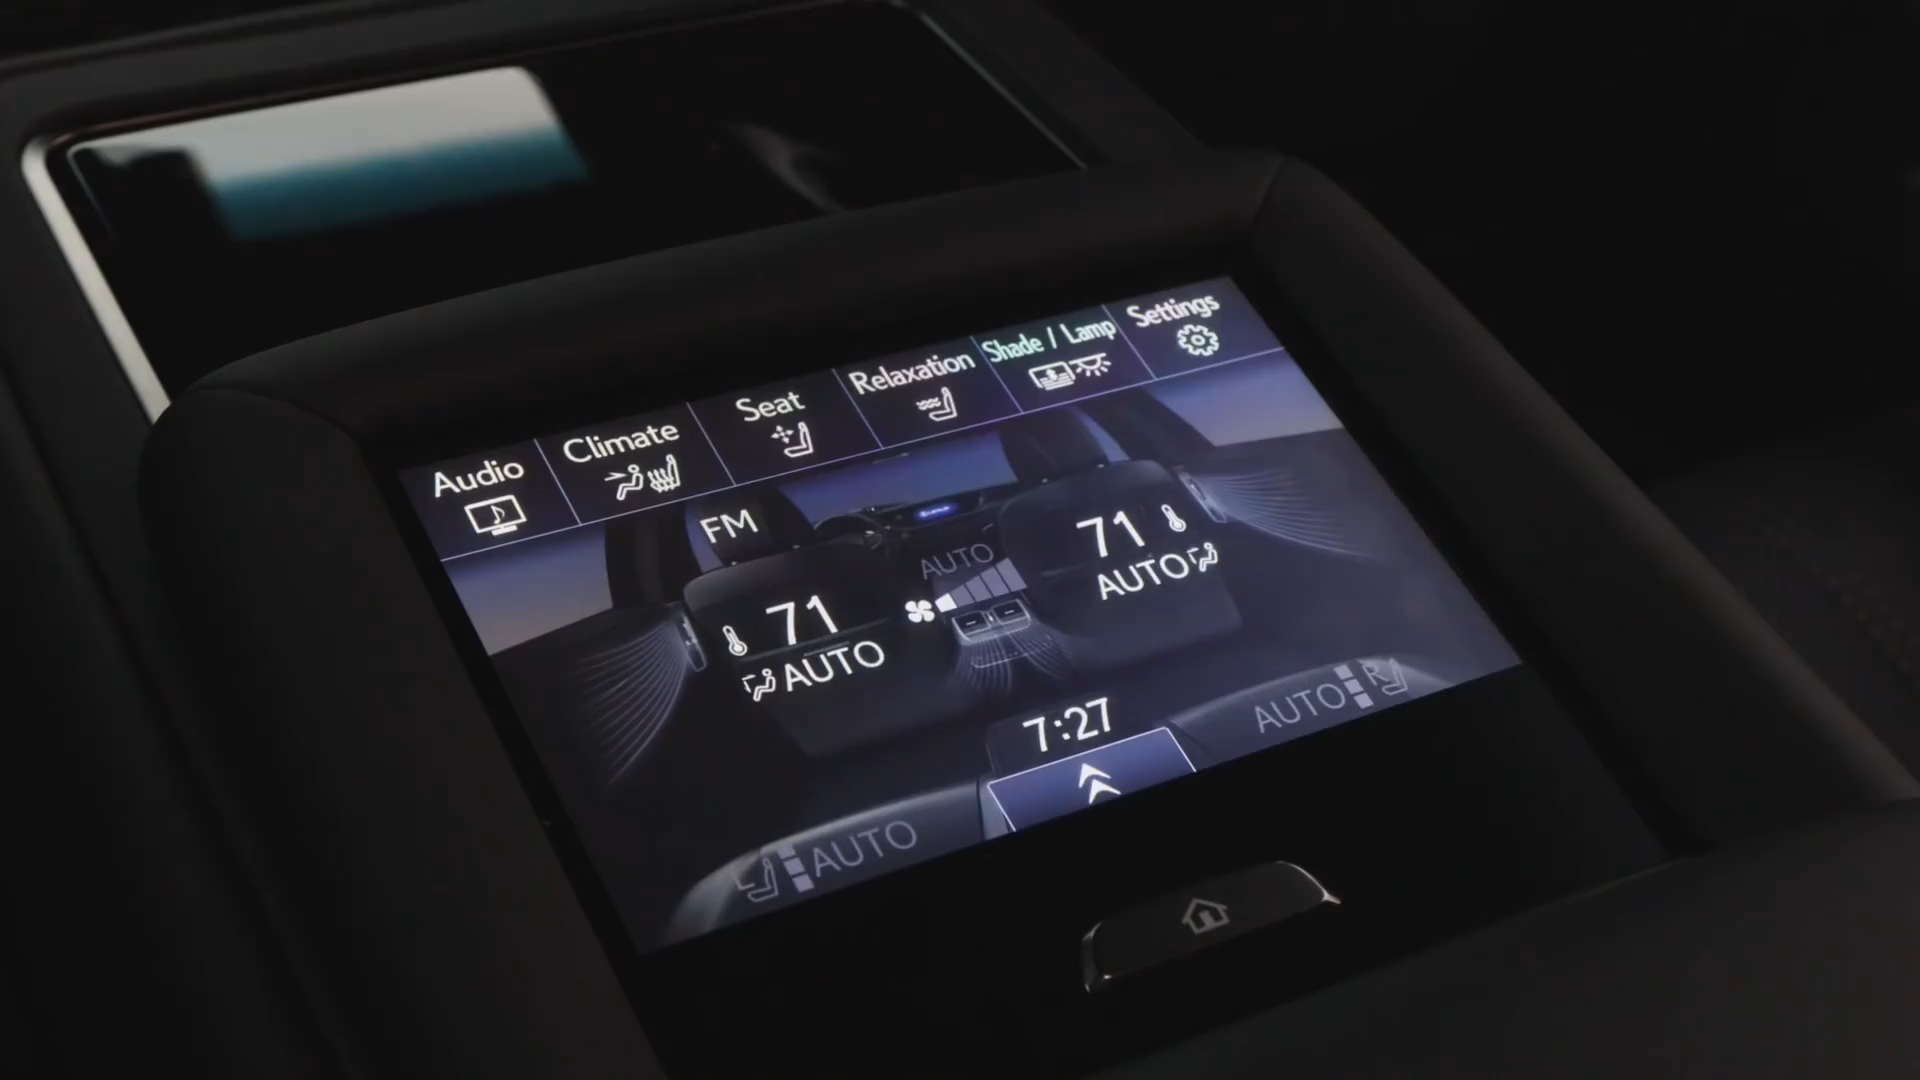 Audio
Climate
Seat
Relaxation
Shade / Lamp
Settings
FM
AUTO
71
AUTO
71
AUTO
7:27
AUTO
AUTO R